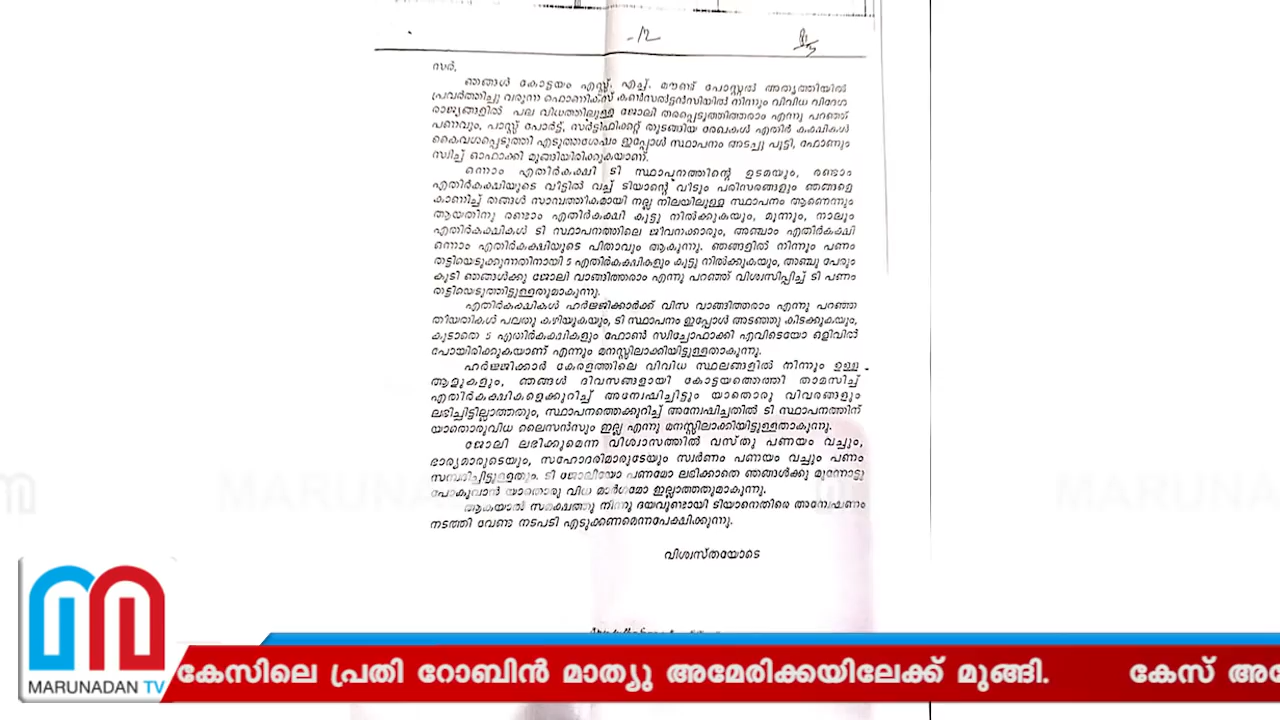 -12
സർ,
ഞങ്ങൾ കോട്ടയം എസ്സ്. എച്ച്. മൗണ്ട് പോസ്റ്റൽ അതൃത്തിയിൽ
പ്രവർത്തിച്ചു വരുന്ന ഫൊണിക്സ് കൺസൽട്ടൻസിയിൽ നിന്നും വിവിധ വിദേശ
രാജ്യങ്ങളിൽ പല വിധത്തിലുള്ള ജോലി തരപ്പെടുത്തിത്തരാം എന്നു പറഞ്ഞ്
പണവും, പാസ്സ് പോർട്ട്, സർട്ടിഫിക്കറ്റ് തുടങ്ങിയ രേഖകൾ എതിർ കക്ഷികൾ
കൈവശപ്പെടുത്തി എടുത്തശേഷം ഇപ്പോൾ സ്ഥാപനം അടച്ചു പൂട്ടി, ഫോണും
സ്വിച്ച് ഓഫാക്കി മുങ്ങിയിരിക്കുകയാണ്.
ഒന്നാം എതിർകക്ഷി ടി സ്ഥാപനത്തിന്റെ ഉടമയും, രണ്ടാം
എതിർകക്ഷിയുടെ വീട്ടിൽ വച്ച് ടിയാന്റെ വീടും പരിസരങ്ങളും ഞങ്ങളെ
കാണിച്ച് തങ്ങൾ സാമ്പത്തികമായി നല്ല നിലയിലുള്ള സ്ഥാപനം ആണെന്നും
ആയതിനു രണ്ടാം എതിർകക്ഷി കൂട്ടു നിൽക്കുകയും, മൂന്നും, നാലും
എതിർകക്ഷികൾ ടി സ്ഥാപനത്തിലെ ജീവനക്കാരും, അഞ്ചാം എതിർകക്ഷി
ഒന്നാം എതിർകക്ഷിയുടെ പിതാവും ആകുന്നു. ഞങ്ങളിൽ നിന്നും പണം
തട്ടിയെടുക്കുന്നതിനായി 5 എതിർകക്ഷികളും കൂട്ടു നിൽക്കുകയും, അഞ്ചു പേരും
കൂടി ഞങ്ങൾക്കു ജോലി വാങ്ങിത്തരാം എന്നു പറഞ്ഞ് വിശ്വസിപ്പിച്ച് ടി പണം
തട്ടിയെടുത്തിട്ടുള്ളതുമാകുന്നു.
എതിർകക്ഷികൾ ഹർജ്ജിക്കാർക്ക് വിസ വാങ്ങിത്തരാം എന്നു പറഞ്ഞ
തീയതികൾ പലതു കഴിയുകയും, ടി സ്ഥാപനം ഇപ്പോൾ അടഞ്ഞു കിടക്കുകയും,
കൂടാതെ 5 എതിർകക്ഷികളും ഫോൺ സ്വിച്ചോഫാക്കി എവിടെയോ ഒളിവിൽ
പോയിരിക്കുകയാണ് എന്നും മനസ്സിലാക്കിയിട്ടുള്ളതാകുന്നു.
ഹർജ്ജിക്കാർ കേരളത്തിലെ വിവിധ സ്ഥലങ്ങളിൽ നിന്നും ഉള്ള
ആളുകളും, ഞങ്ങൾ ദിവസങ്ങളായി കോട്ടയത്തെത്തി താമസിച്ച്
എതിർകക്ഷികളെക്കുറിച്ച് അന്വേഷിച്ചിട്ടും യാതൊരു വിവരങ്ങളും
ലഭിച്ചിട്ടില്ലാത്തതും, സ്ഥാപനത്തെക്കുറിച്ച് അന്വേഷിച്ചതിൽ ടി സ്ഥാപനത്തിന്
യാതൊരുവിധ ലൈസൻസും ഇല്ല എന്നു മനസ്സിലാക്കിയിട്ടുള്ളതാകുന്നു.
ജോലി ലഭിക്കുമെന്ന വിശ്വാസത്തിൽ വസ്തു പണയം വച്ചും,
ഭാര്യമാരുടെയും, സഹോദരിമാരുടേയും സ്വർണം പണയം വച്ചും പണം
സമ്പാദിച്ചിട്ടുള്ളതും. ടി ജോലിയോ പണമോ ലഭിക്കാതെ ഞങ്ങൾക്കു മുന്നോട്ടു
പോകുവാൻ യാതൊരു വിധ മാർഗമോ ഇല്ലാത്തതുമാകുന്നു.
ആകയാൽ സമക്ഷത്തു നിന്നു ദയവുണ്ടായി ടിയാനെതിരെ അന്വേഷണം
നടത്തി വേണ്ട നടപടി എടുക്കണമെന്നപേക്ഷിക്കുന്നു.
വിശ്വസ്തയോടെ
MARUNADAN TV
കേസിലെ പ്രതി റോബിൻ മാത്യു അമേരിക്കയിലേക്ക് മുങ്ങി. കേസ്